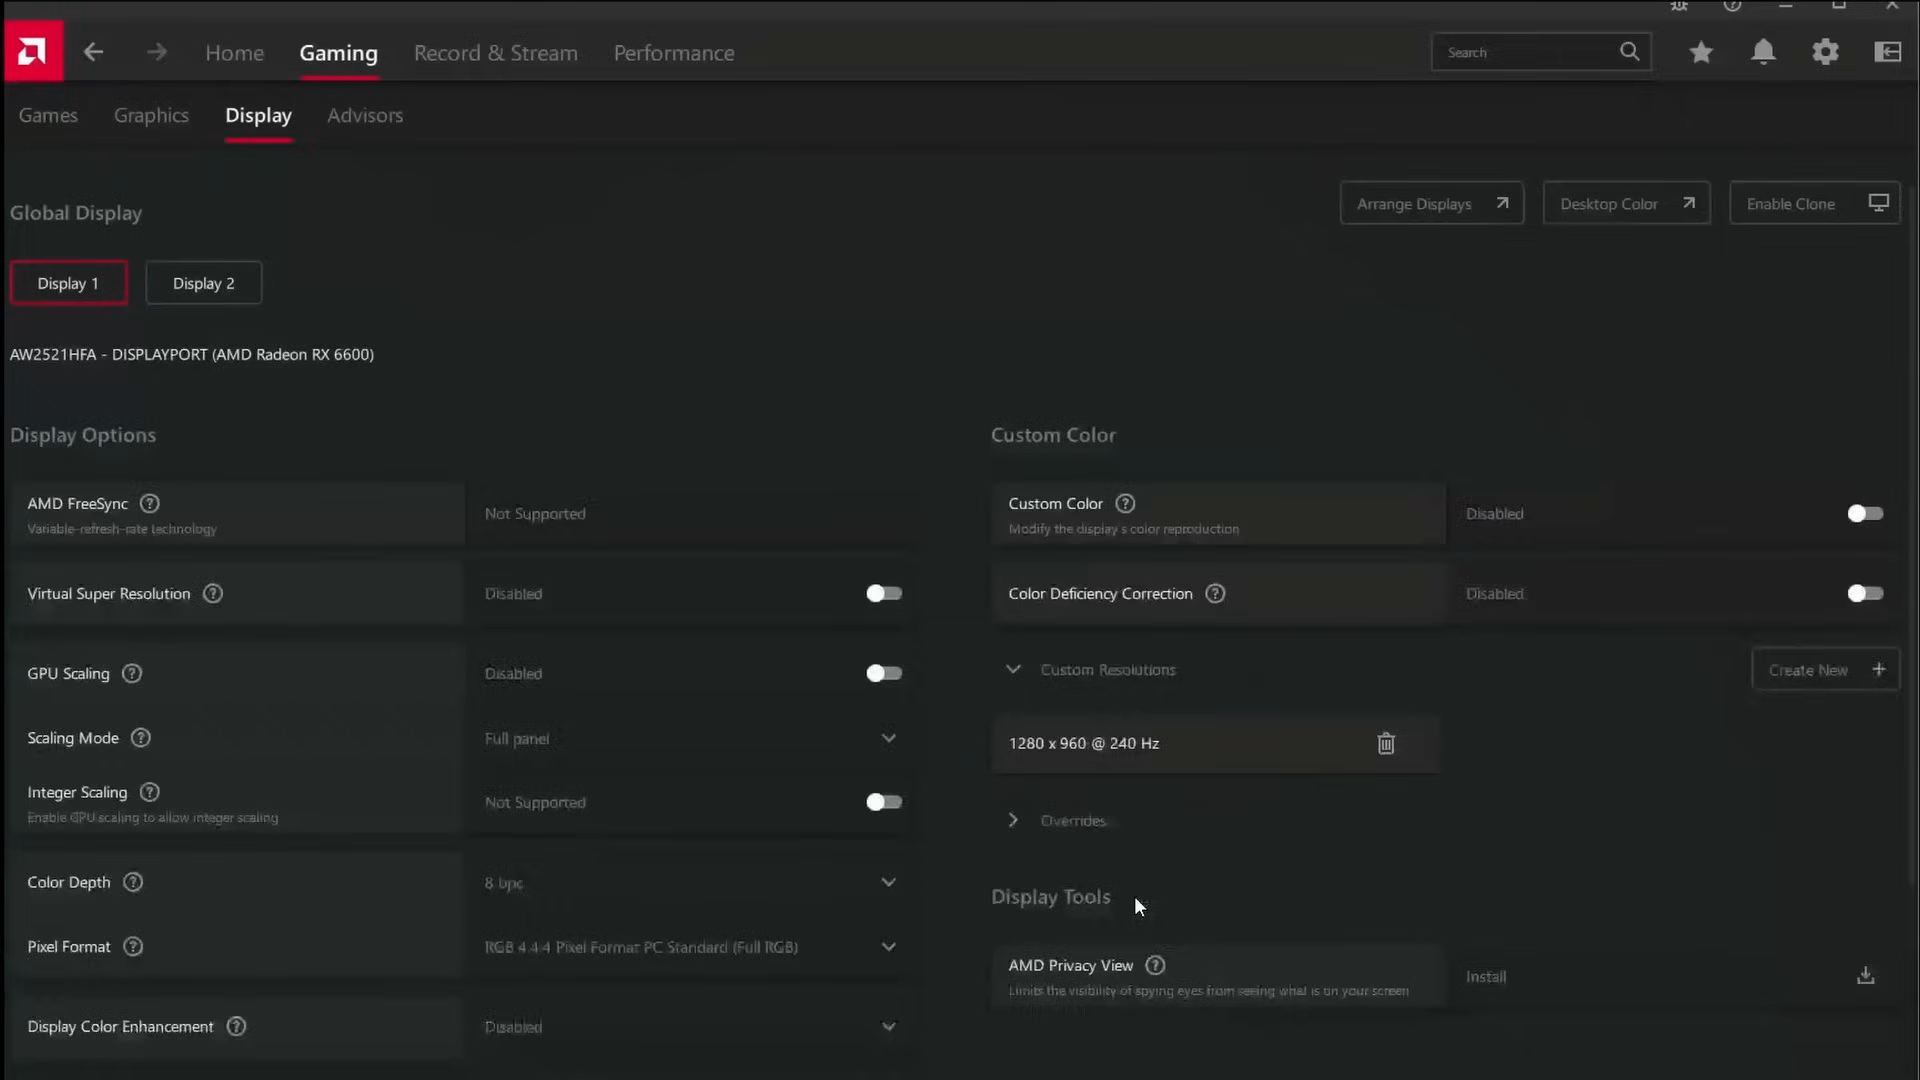 Home Gaming Record & Stream Performance Search
Games Graphics Display Advisors
Global Display
Arrange Displays Desktop Color Enable Clone
Display 1 Display 2
AW2521HFA - DISPLAYPORT (AMD Radeon RX 6600)
Display Options
AMD FreeSync
Variable-refresh-rate technology
Not Supported
Virtual Super Resolution Disabled
GPU Scaling Disabled
Scaling Mode Full panel
Integer Scaling
Enable GPU scaling to allow integer scaling
Not Supported
Color Depth 8 bpc
Pixel Format RGB 4:4:4 Pixel Format PC Standard (Full RGB)
Display Color Enhancement Disabled
Custom Color
Custom Color
Modify the display's color reproduction
Disabled
Color Deficiency Correction Disabled
Custom Resolutions Create New
1280 x 960 @ 240 Hz
Overrides
Display Tools
AMD Privacy View
Limits the visibility of spying eyes from seeing what is on your screen
Install